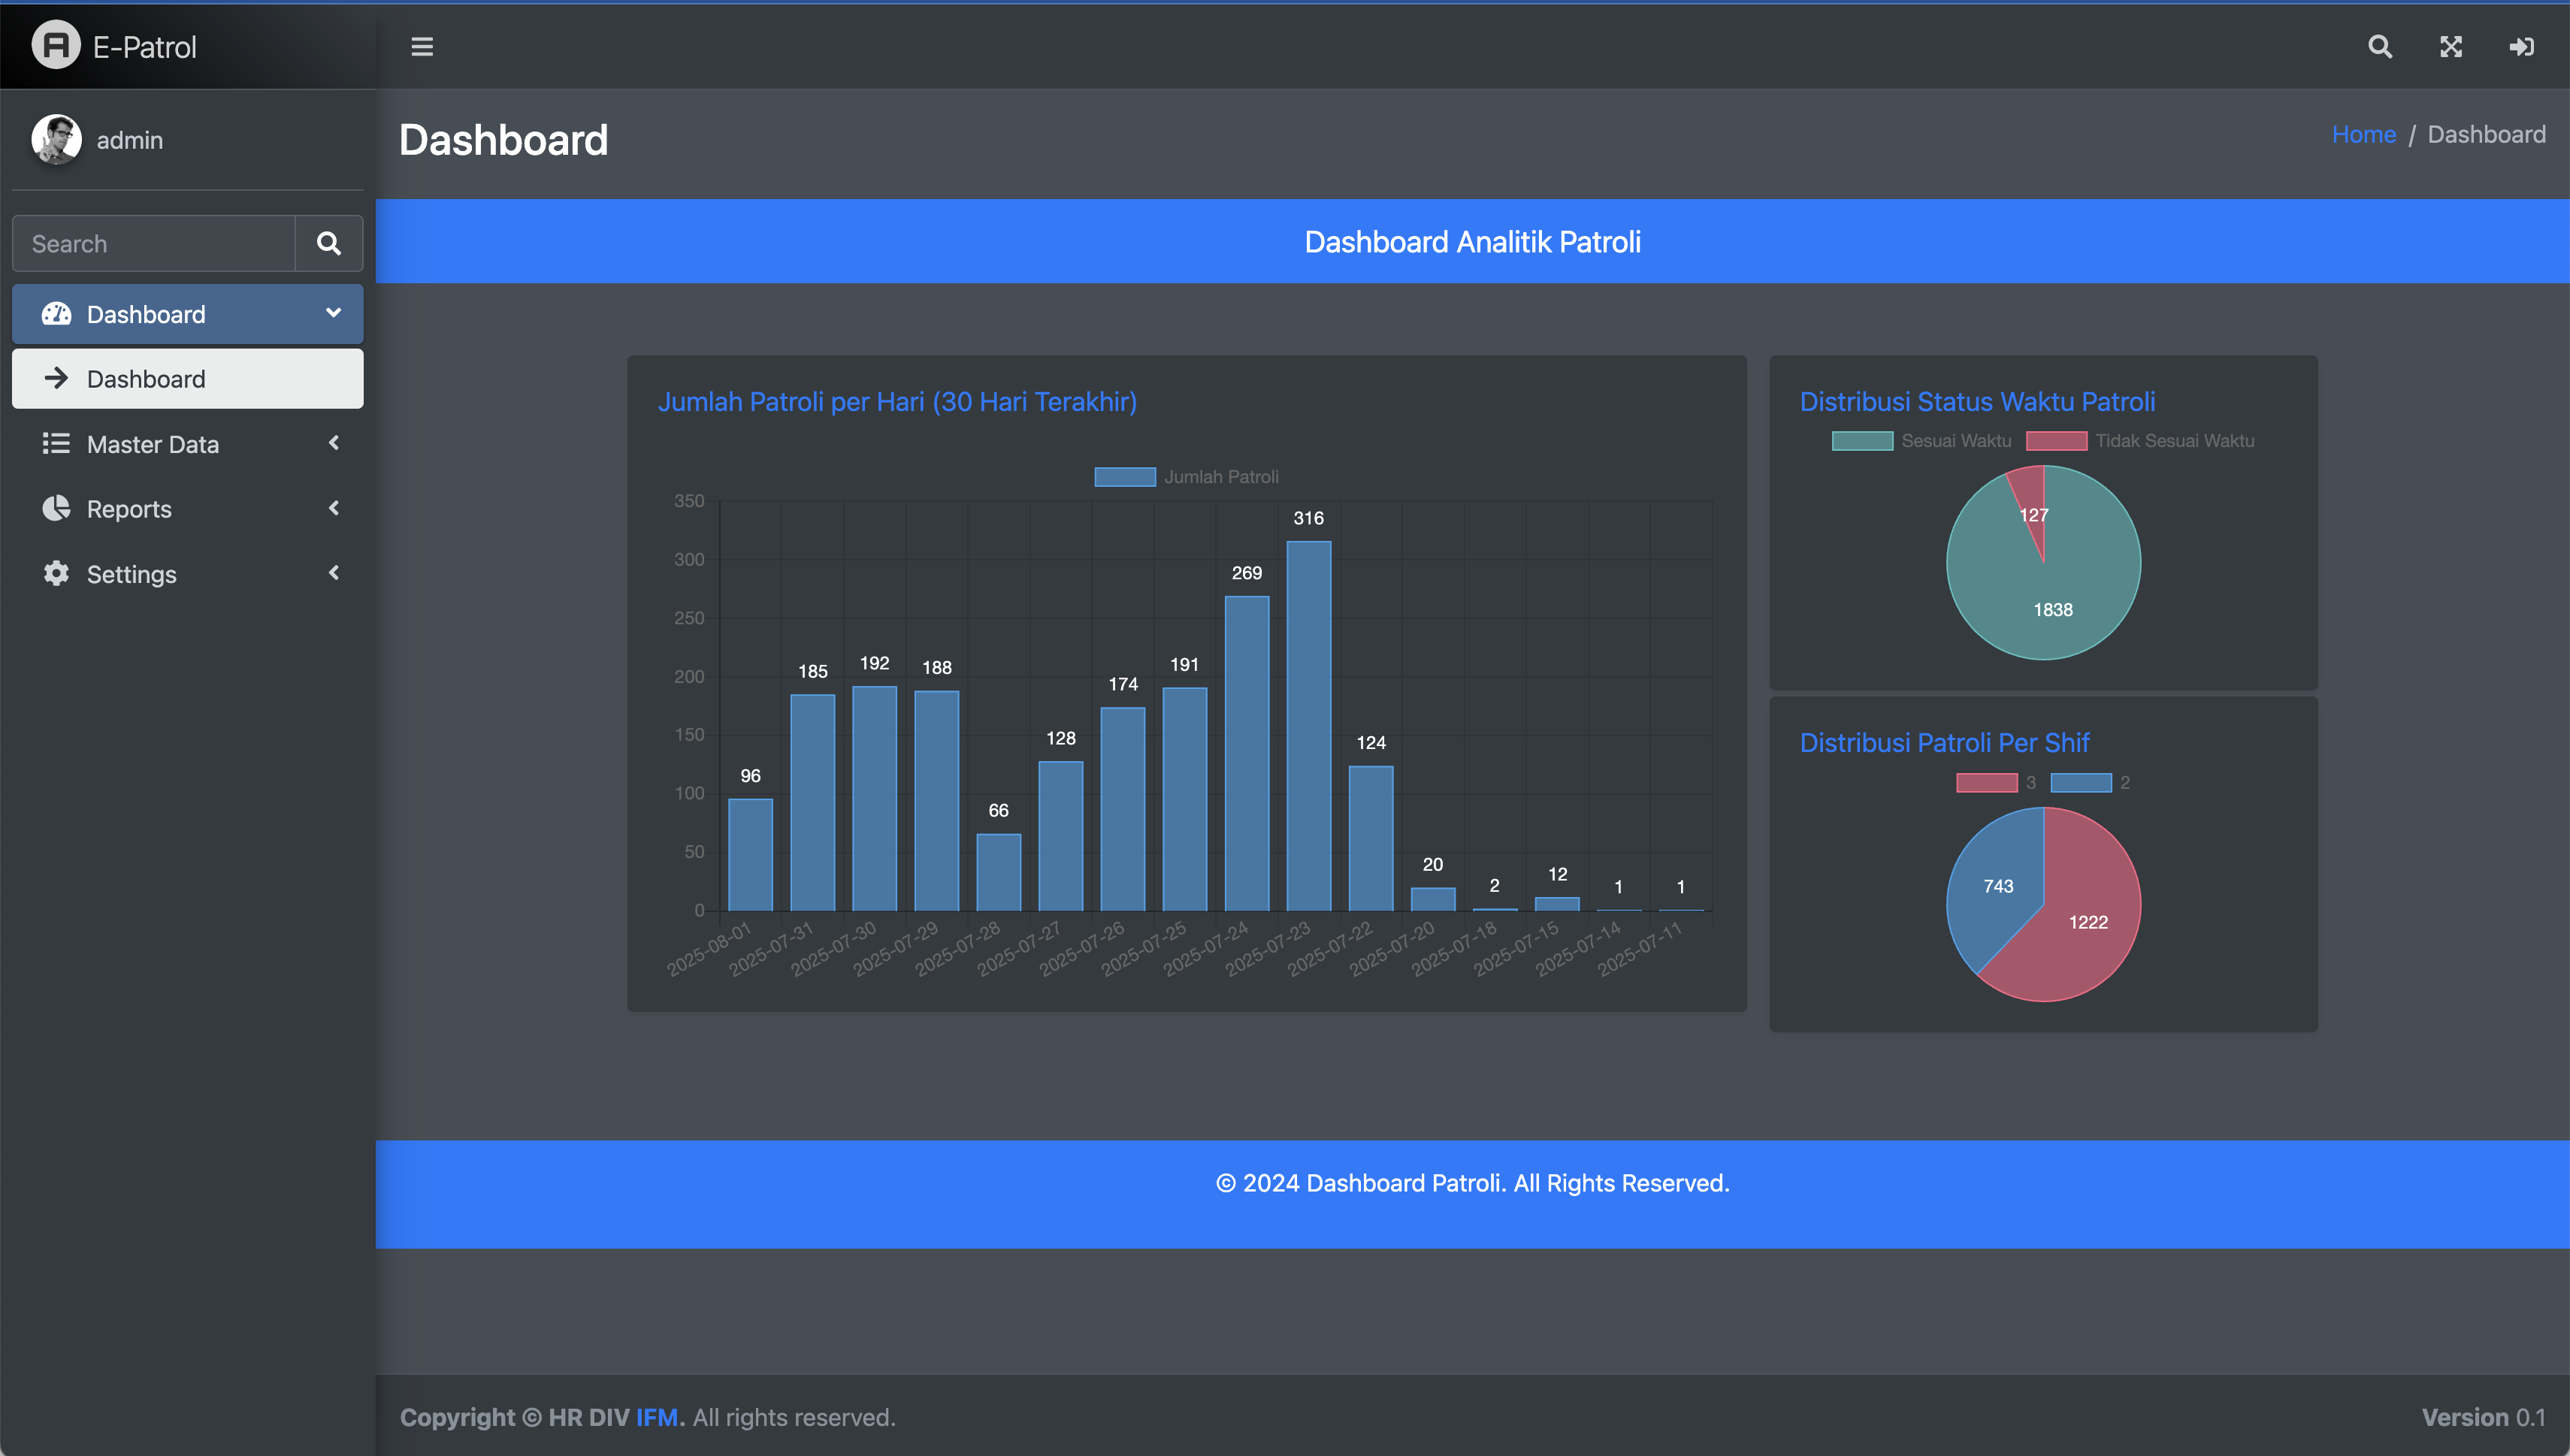 E-Patrol
admin
Search
Dashboard
Dashboard
Master Data
Reports
Settings
Dashboard
Home / Dashboard
Dashboard Analitik Patroli
Jumlah Patroli per Hari (30 Hari Terakhir)
Jumlah Patroli
350
300
250
200
150
100
50
0
96
185
192
188
66
128
174
191
269
316
124
20
2
12
1
1
2025-08-01
2025-07-31
2025-07-30
2025-07-29
2025-07-28
2025-07-27
2025-07-26
2025-07-25
2025-07-24
2025-07-23
2025-07-22
2025-07-20
2025-07-18
2025-07-15
2025-07-14
2025-07-11
Distribusi Status Waktu Patroli
Sesuai Waktu Tidak Sesuai Waktu
127
1838
Distribusi Patroli Per Shif
3 2
743
1222
© 2024 Dashboard Patroli. All Rights Reserved.
Copyright © HR DIV IFM. All rights reserved.
Version 0.1